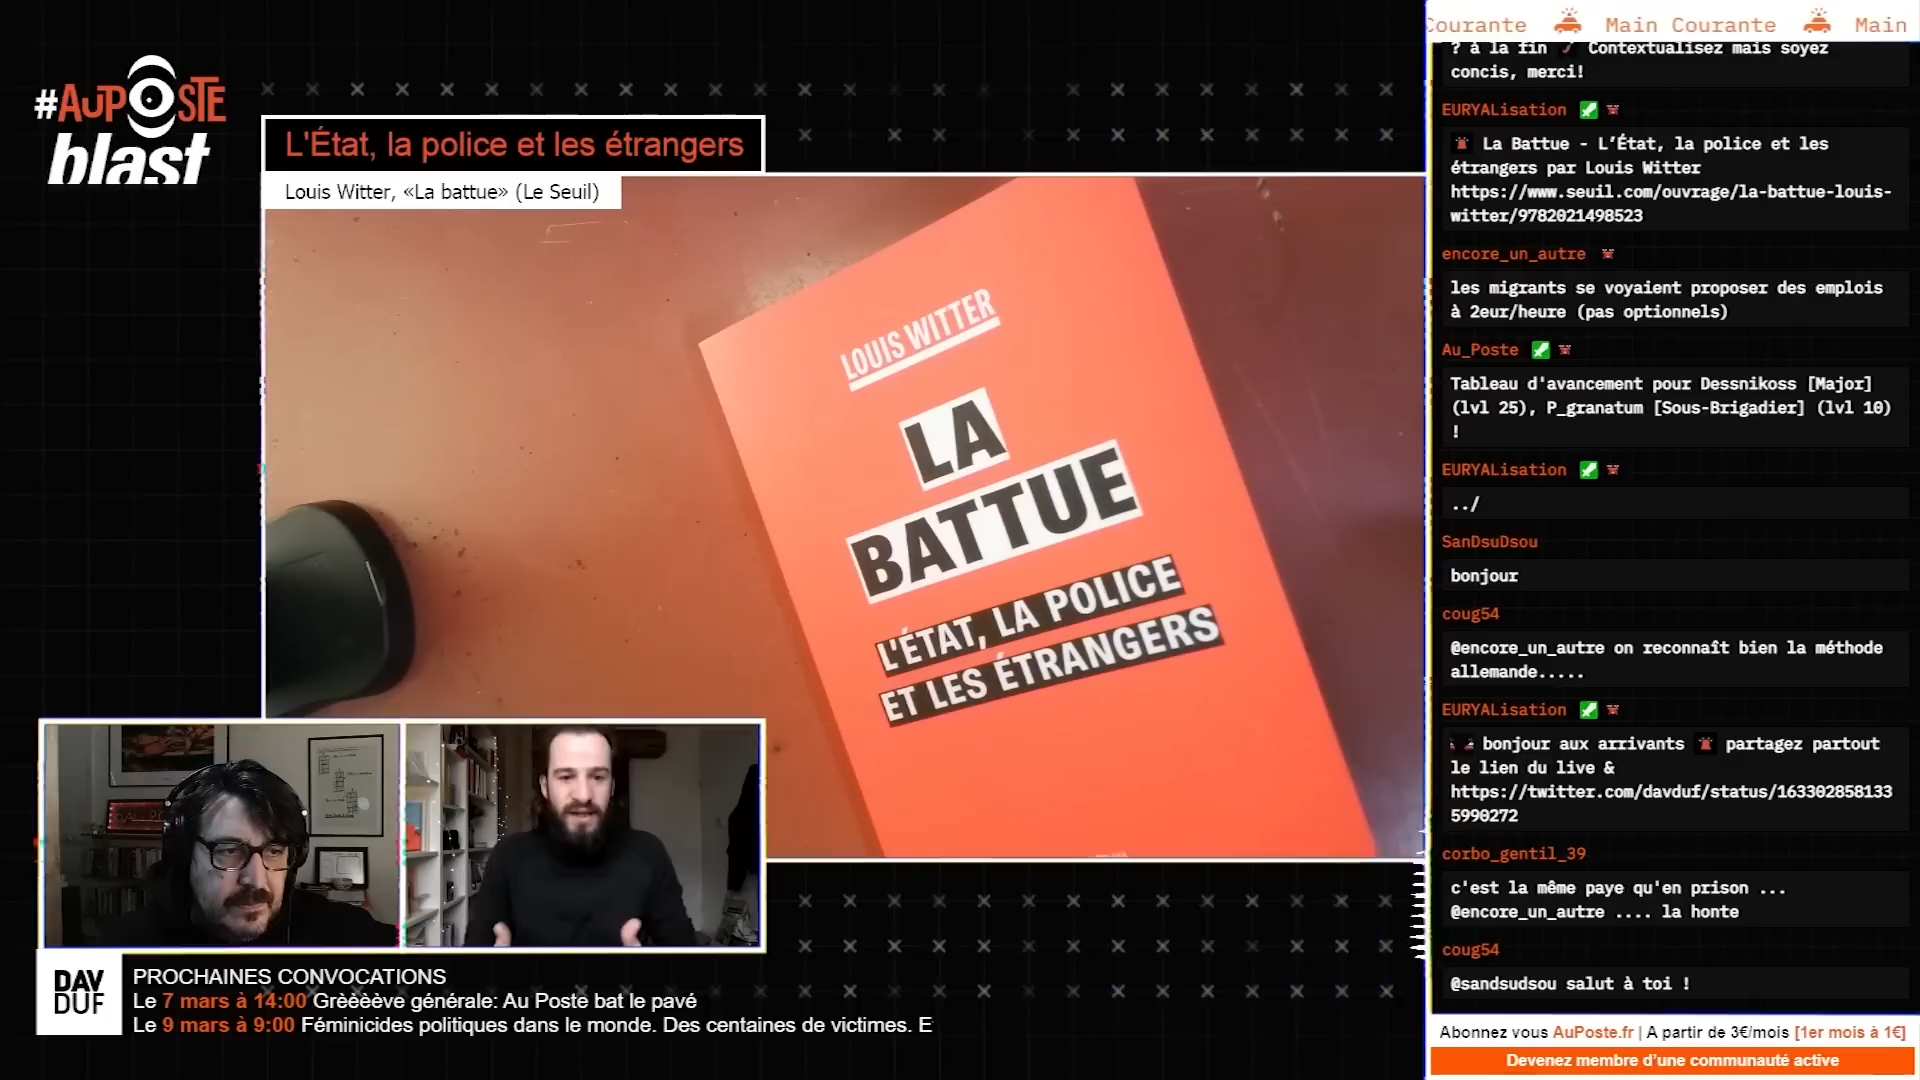 #AUPOSTE
blast
L'État, la police et les étrangers
Louis Witter, «La battue» (Le Seuil)
LOUIS WITTER
LA
BATTUE
L'ÉTAT, LA POLICE
ET LES ÉTRANGERS
DAV
DUF
PROCHAINES CONVOCATIONS
Le 7 mars à 14:00 Grèèèève générale: Au Poste bat le pavé
Le 9 mars à 9:00 Féminicides politiques dans le monde. Des centaines de victimes. E
Courante Main Courante Main
? à la fin Contextualisez mais soyez
concis, merci!
EURYALisation
La Battue - L’État, la police et les
étrangers par Louis Witter
https://www.seuil.com/ouvrage/la-battue-louis-
witter/9782021498523
encore_un_autre
les migrants se voyaient proposer des emplois
à 2eur/heure (pas optionnels)
Au_Poste
Tableau d'avancement pour Dessnikoss [Major]
(lvl 25), P_granatum [Sous-Brigadier] (lvl 10)
!
EURYALisation
../
SanDsuDsou
bonjour
coug54
@encore_un_autre on reconnaît bien la méthode
allemande.....
EURYALisation
bonjour aux arrivants partagez partout
le lien du live &
https://twitter.com/davduf/status/163302858133
5990272
corbo_gentil_39
c'est la même paye qu'en prison ...
@encore_un_autre .... la honte
coug54
@sandsudsou salut à toi !
Abonnez vous AuPoste.fr | A partir de 3€/mois [1er mois à 1€]
Devenez membre d’une communauté active